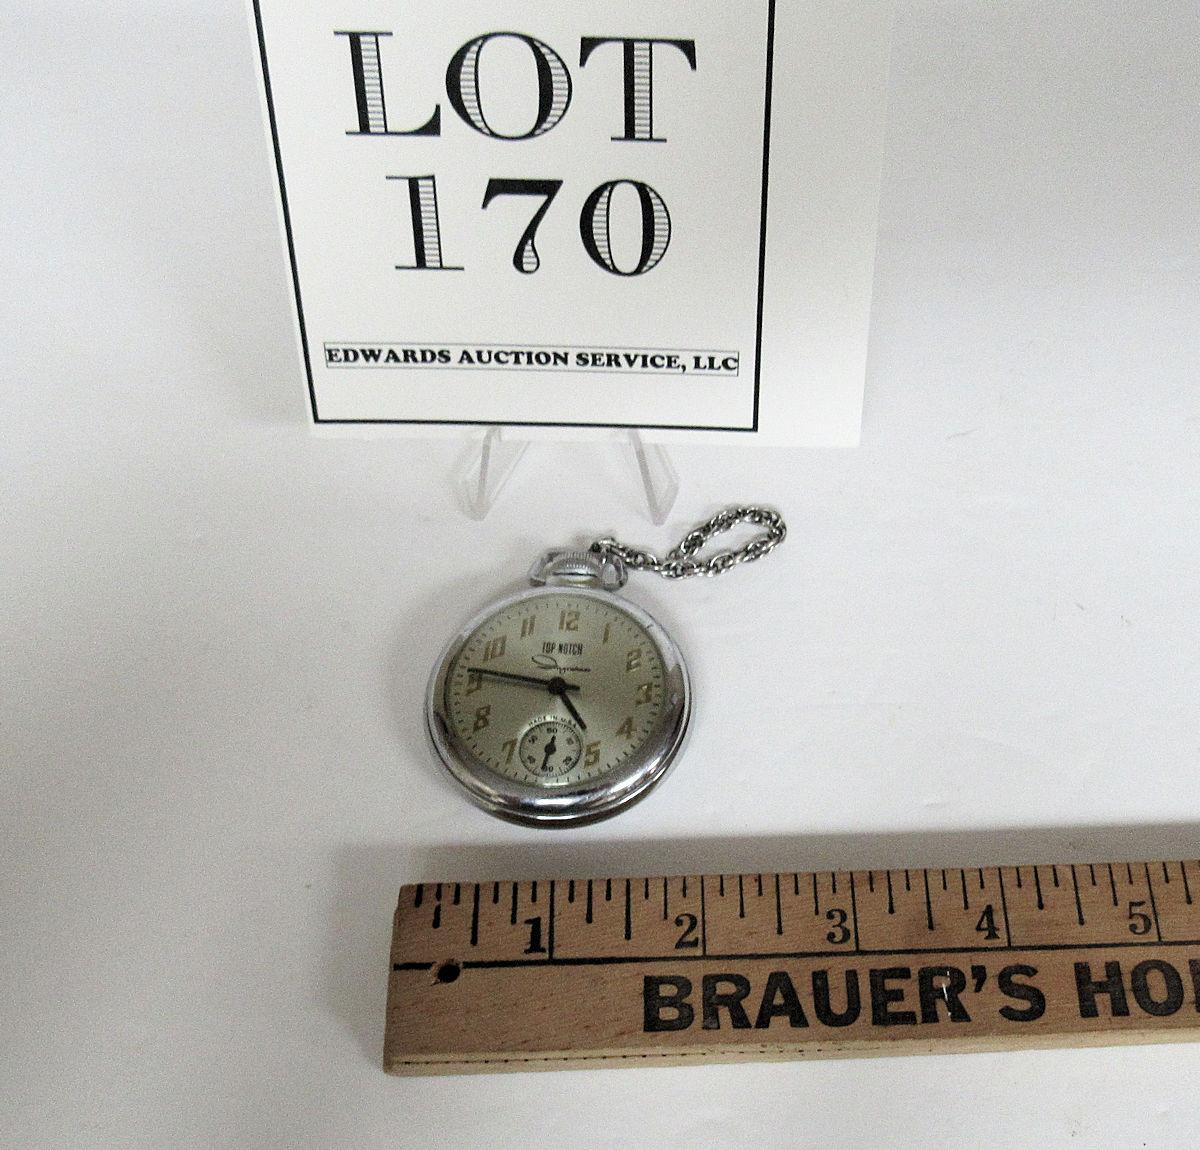 LOT
170
EDWARDS AUCTION SERVICE, LLC
12
11 1
10 2
TOP NOTCH
Ingraham
9 3
8 4
MADE IN U.S.A.
60
7 5
1 2 3 4 5
BRAUER'S HO